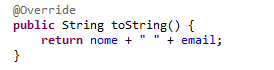 @Override
public String toString() {
    return nome + " " + email;
}